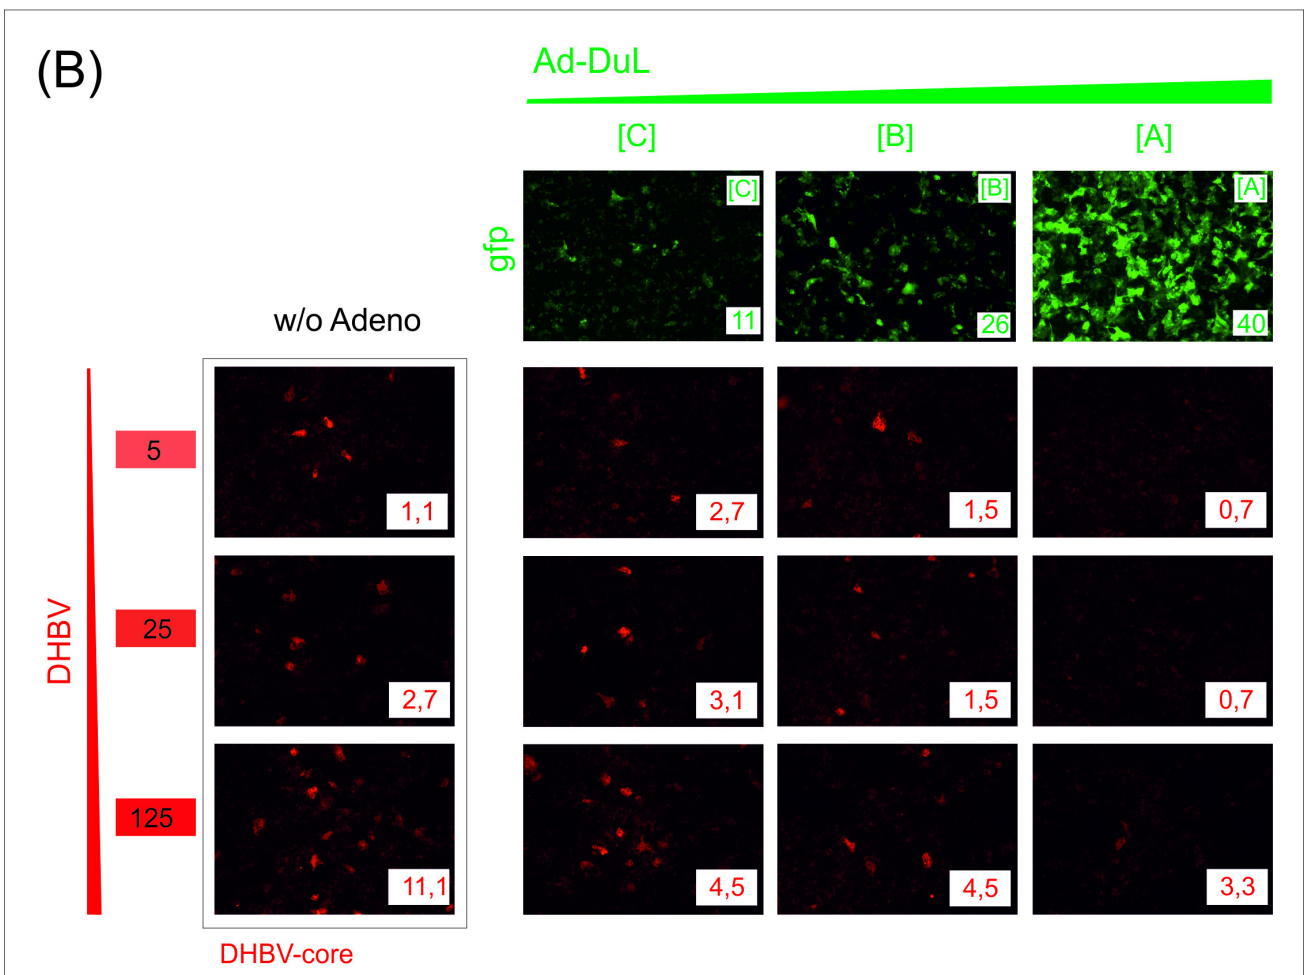 (B)
Ad-DuL
[C] [B] [A]
gfp
[C] [B] [A]
11 26 40
w/o Adeno
DHBV
5
1,1 2,7 1,5 0,7
25
2,7 3,1 1,5 0,7
125
11,1 4,5 4,5 3,3
DHBV-core